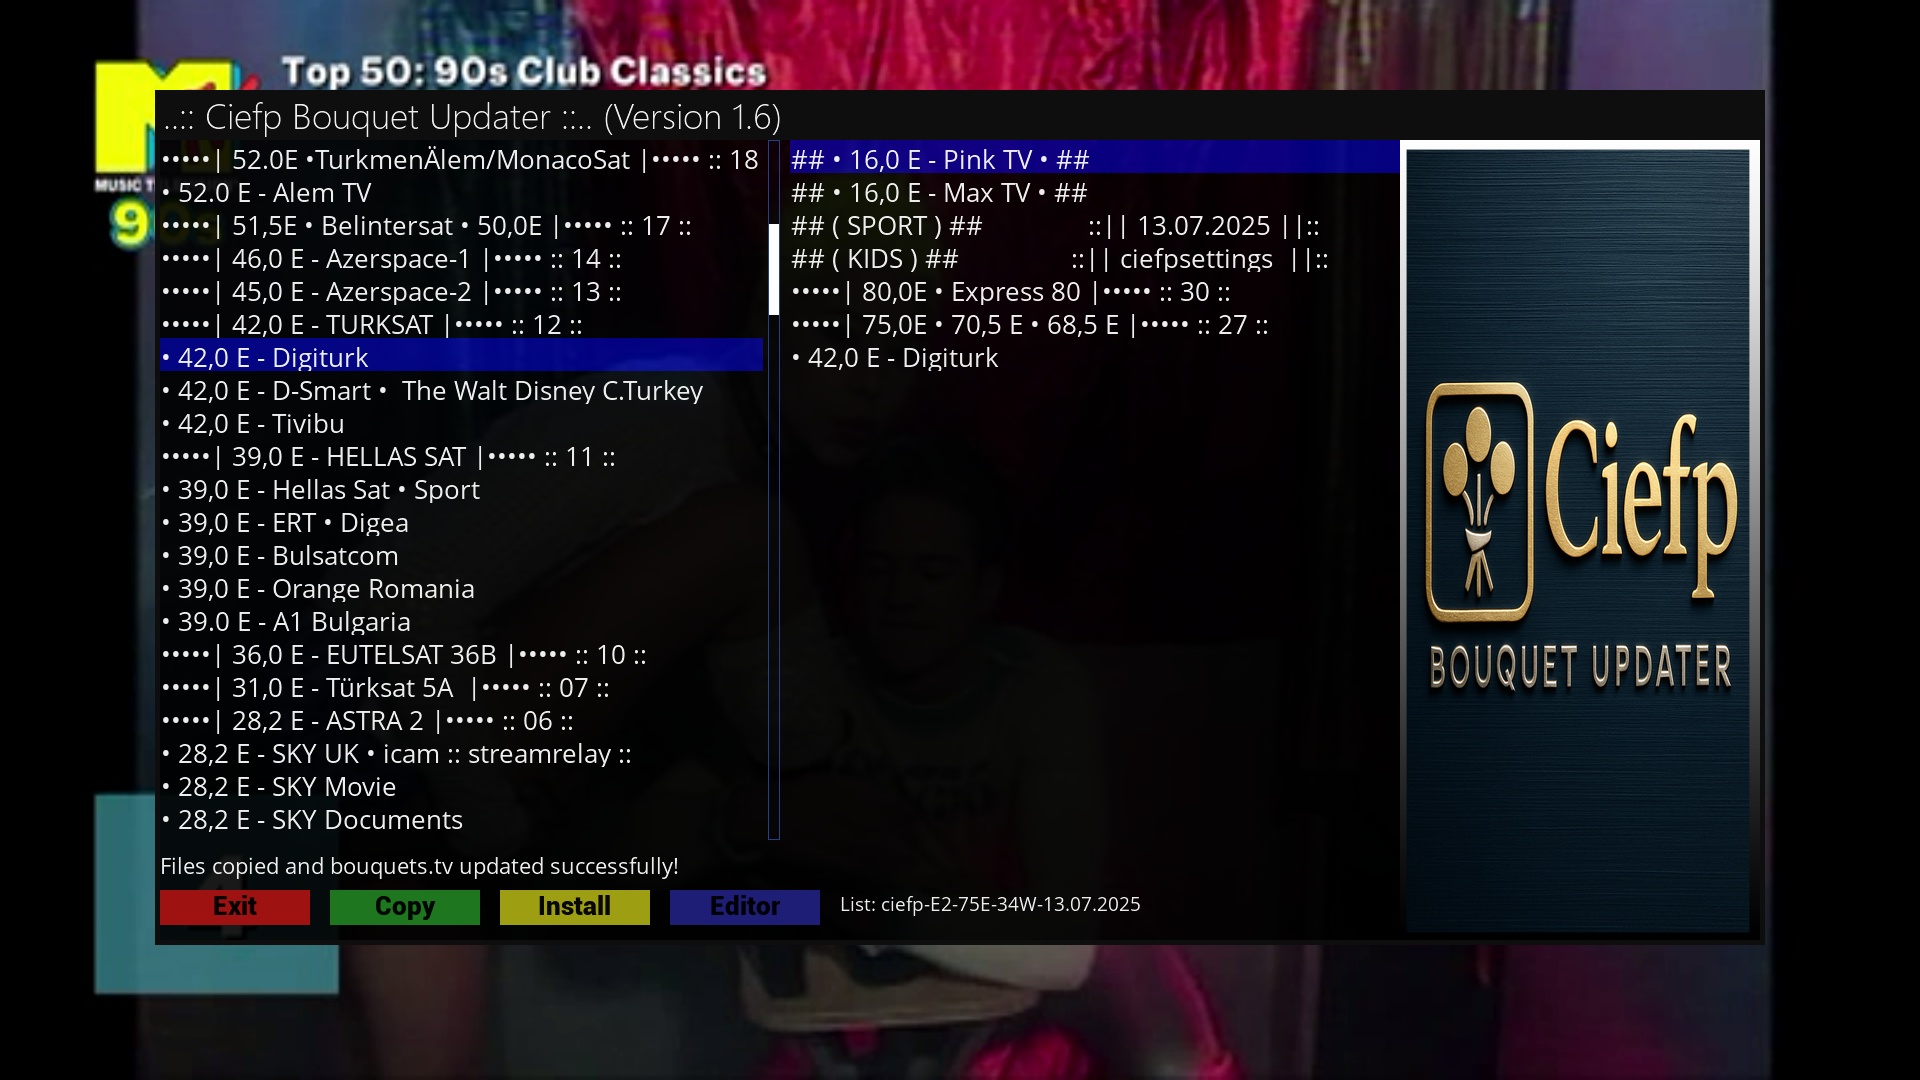 Top 50: 90s Club Classics
..:: Ciefp Bouquet Updater ::.. (Version 1.6)
MUSIC T
9
•••••| 52.0E •TurkmenÄlem/MonacoSat |••••• :: 18
• 52.0 E - Alem TV
•••••| 51,5E • Belintersat • 50,0E |••••• :: 17 ::
•••••| 46,0 E - Azerspace-1 |••••• :: 14 ::
•••••| 45,0 E - Azerspace-2 |••••• :: 13 ::
•••••| 42,0 E - TURKSAT |••••• :: 12 ::
• 42,0 E - Digiturk
• 42,0 E - D-Smart •  The Walt Disney C.Turkey
• 42,0 E - Tivibu
•••••| 39,0 E - HELLAS SAT |••••• :: 11 ::
• 39,0 E - Hellas Sat • Sport
• 39,0 E - ERT • Digea
• 39,0 E - Bulsatcom
• 39,0 E - Orange Romania
• 39.0 E - A1 Bulgaria
•••••| 36,0 E - EUTELSAT 36B |••••• :: 10 ::
•••••| 31,0 E - Türksat 5A  |••••• :: 07 ::
•••••| 28,2 E - ASTRA 2 |••••• :: 06 ::
• 28,2 E - SKY UK • icam :: streamrelay ::
• 28,2 E - SKY Movie
• 28,2 E - SKY Documents
## • 16,0 E - Pink TV • ##
## • 16,0 E - Max TV • ##
## ( SPORT ) ##             ::|| 13.07.2025 ||::
## ( KIDS ) ##              ::|| ciefpsettings  ||::
•••••| 80,0E • Express 80 |••••• :: 30 ::
•••••| 75,0E • 70,5 E • 68,5 E |••••• :: 27 ::
• 42,0 E - Digiturk
Ciefp
BOUQUET UPDATER
Files copied and bouquets.tv updated successfully!
Exit
Copy
Install
Editor
List: ciefp-E2-75E-34W-13.07.2025
4